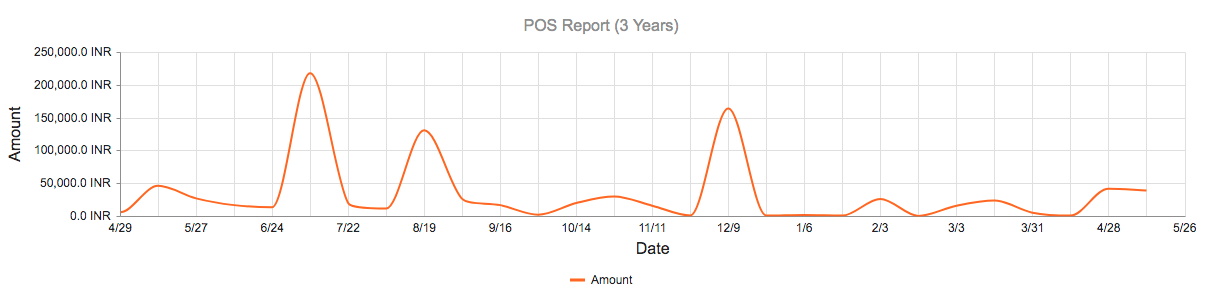 POS Report (3 Years)
250,000.0 INR
200,000.0 INR
150,000.0 INR
100,000.0 INR
50,000.0 INR
0.0 INR
Amount
4/29 5/27 6/24 7/22 8/19 9/16 10/14 11/11 12/9 1/6 2/3 3/3 3/31 4/28 5/26
Date
Amount